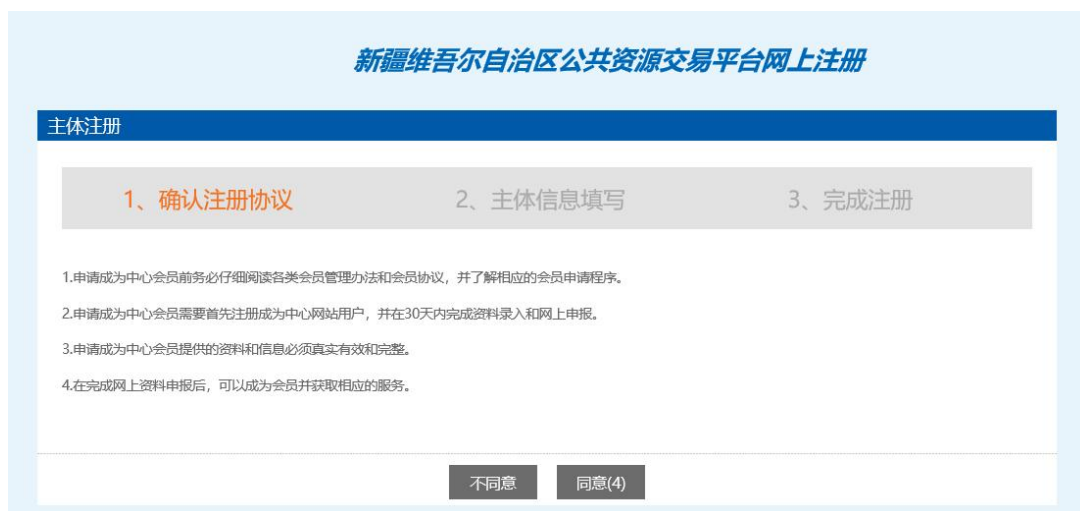 新疆维吾尔自治区公共资源交易平台网上注册
主体注册
1、确认注册协议
2、主体信息填写
3、完成注册
1.申请成为中心会员前务必仔细阅读各类会员管理办法和会员协议，并了解相应的会员申请程序。
2.申请成为中心会员需要首先注册成为中心网站用户，并在30天内完成资料录入和网上申报。
3.申请成为中心会员提供的资料和信息必须真实有效和完整。
4.在完成网上资料申报后，可以成为会员并获取相应的服务。
不同意
同意(4)